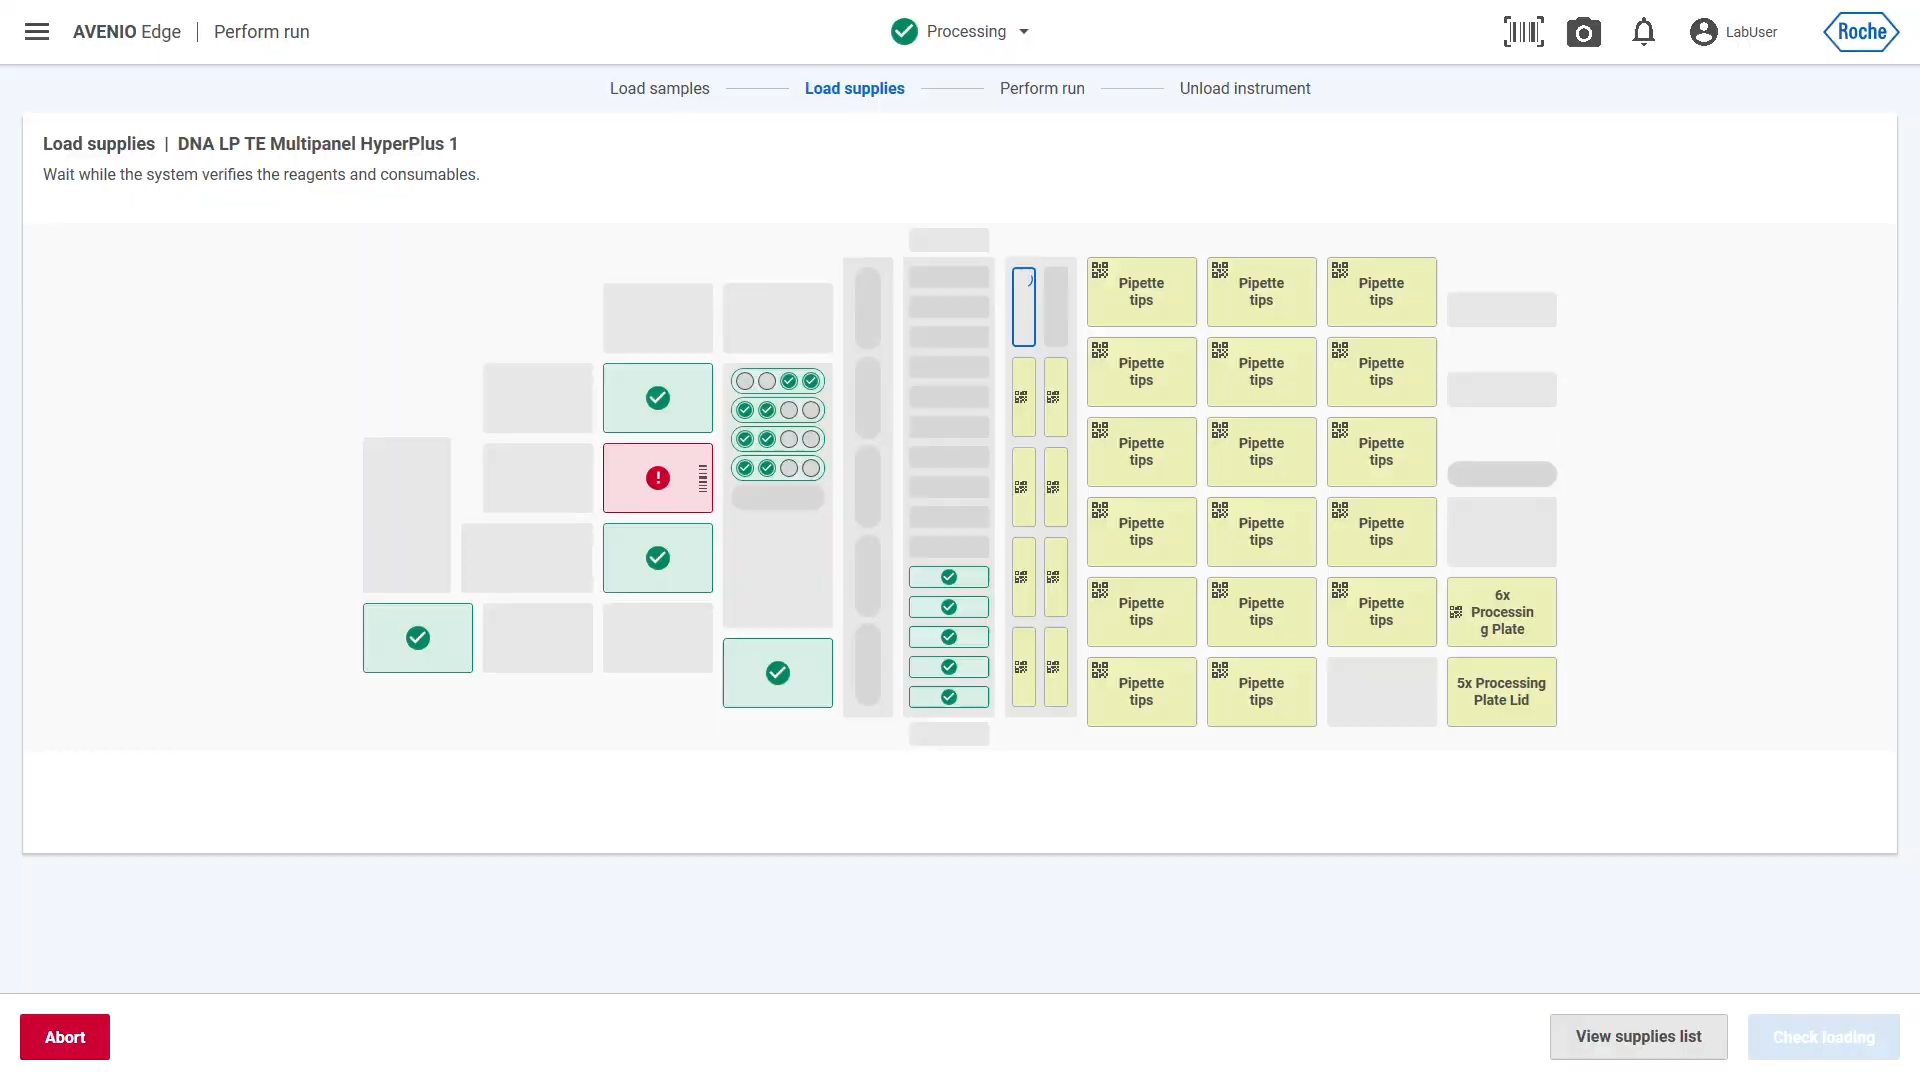 AVENIO Edge | Perform run
Processing
LabUser
Roche
Load samples
Load supplies
Perform run
Unload instrument
Load supplies | DNA LP TE Multipanel HyperPlus 1
Wait while the system verifies the reagents and consumables.
Pipette
tips
Pipette
tips
Pipette
tips
Pipette
tips
Pipette
tips
Pipette
tips
Pipette
tips
Pipette
tips
Pipette
tips
Pipette
tips
Pipette
tips
Pipette
tips
Pipette
tips
Pipette
tips
Pipette
tips
6x
Processin
g Plate
Pipette
tips
Pipette
tips
5x Processing
Plate Lid
Abort
View supplies list
Check loading